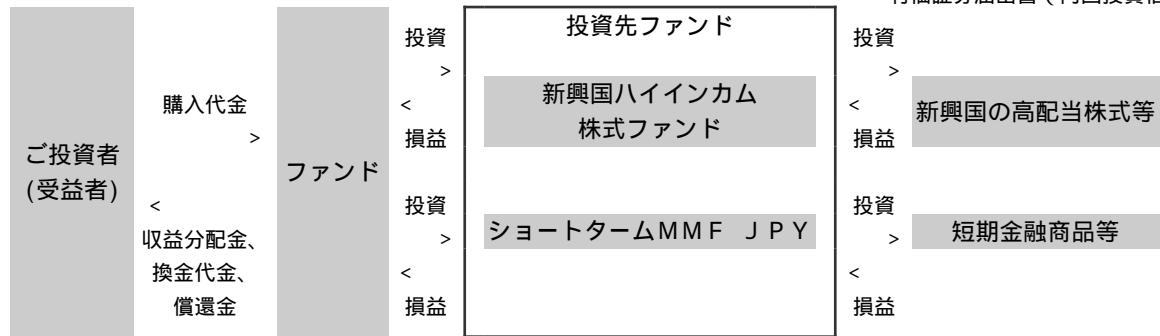 投資先ファンド
投資
>
<
損益
投資
>
<
損益
新興国ハイインカム
株式ファンド
新興国の高配当株式等
購入代金
>
ご投資者
(受益者)
ファンド
<
収益分配金、
換金代金、
償還金
投資
>
<
損益
ショートタームＭＭＦ ＪＰＹ
投資
>
<
損益
短期金融商品等